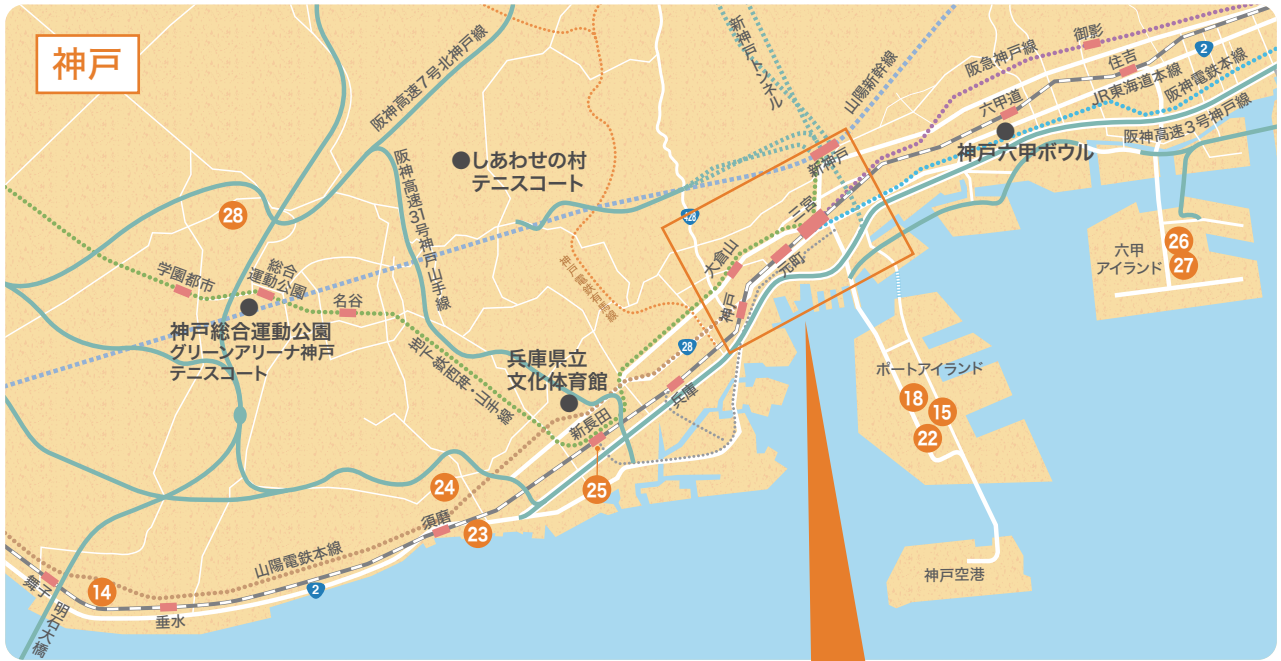 神戸
阪神高速7号北神戸線
新神戸トンネル
山陽新幹線
阪急神戸線
御影
2
住吉
JR東海道本線
阪神電鉄本線
六甲道
阪神高速3号神戸線
神戸六甲ボウル
しあわせの村
テニスコート
阪神高速31号神戸山手線
新神戸
28
428
三宮
大倉山
元町
神戸
神戸電鉄有馬線
学園都市
総合
運動公園
名谷
神戸総合運動公園
グリーンアリーナ神戸
テニスコート
地下鉄西神・山手線
兵庫県立
文化体育館
28
兵庫
新長田
25
六甲
アイランド
26
27
ポートアイランド
18
15
22
24
須磨
23
山陽電鉄本線
2
14
舞子
明石大橋
垂水
神戸空港